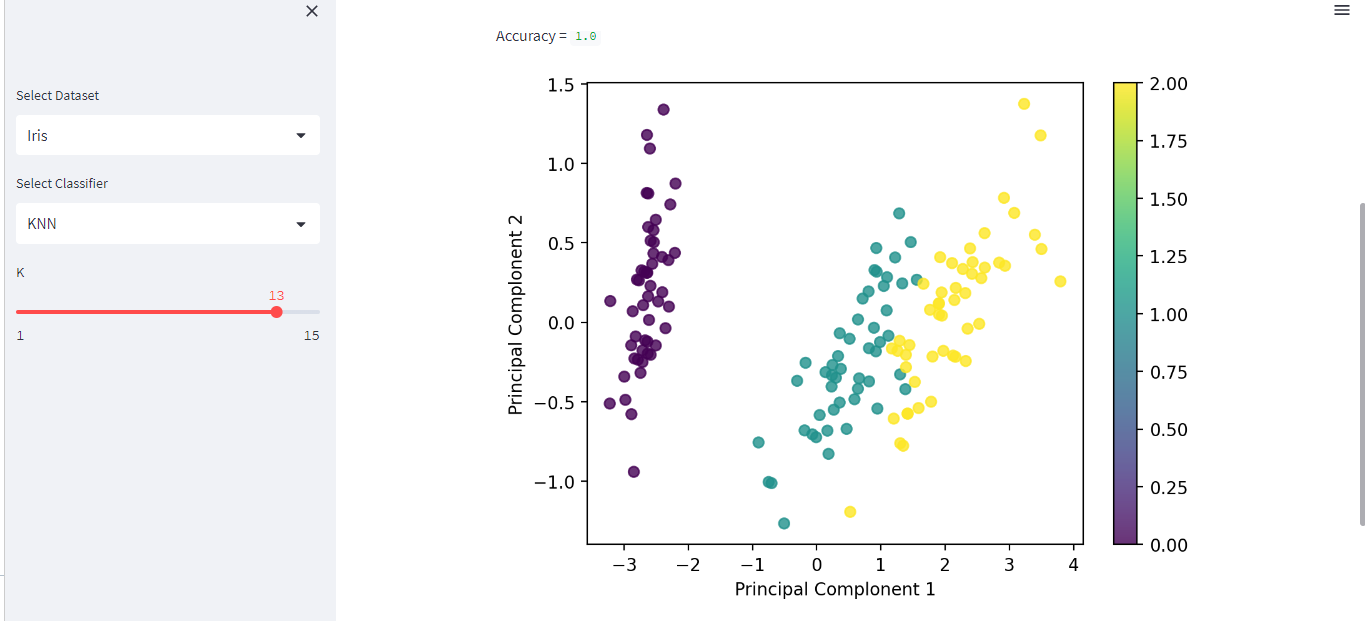 Select Dataset
Iris
Select Classifier
KNN
K
13
1 15
Accuracy = 1.0
1.5
1.0
0.5
0.0
−0.5
−1.0
Principal Complonent 2
−3 −2 −1 0 1 2 3 4
Principal Complonent 1
2.00
1.75
1.50
1.25
1.00
0.75
0.50
0.25
0.00